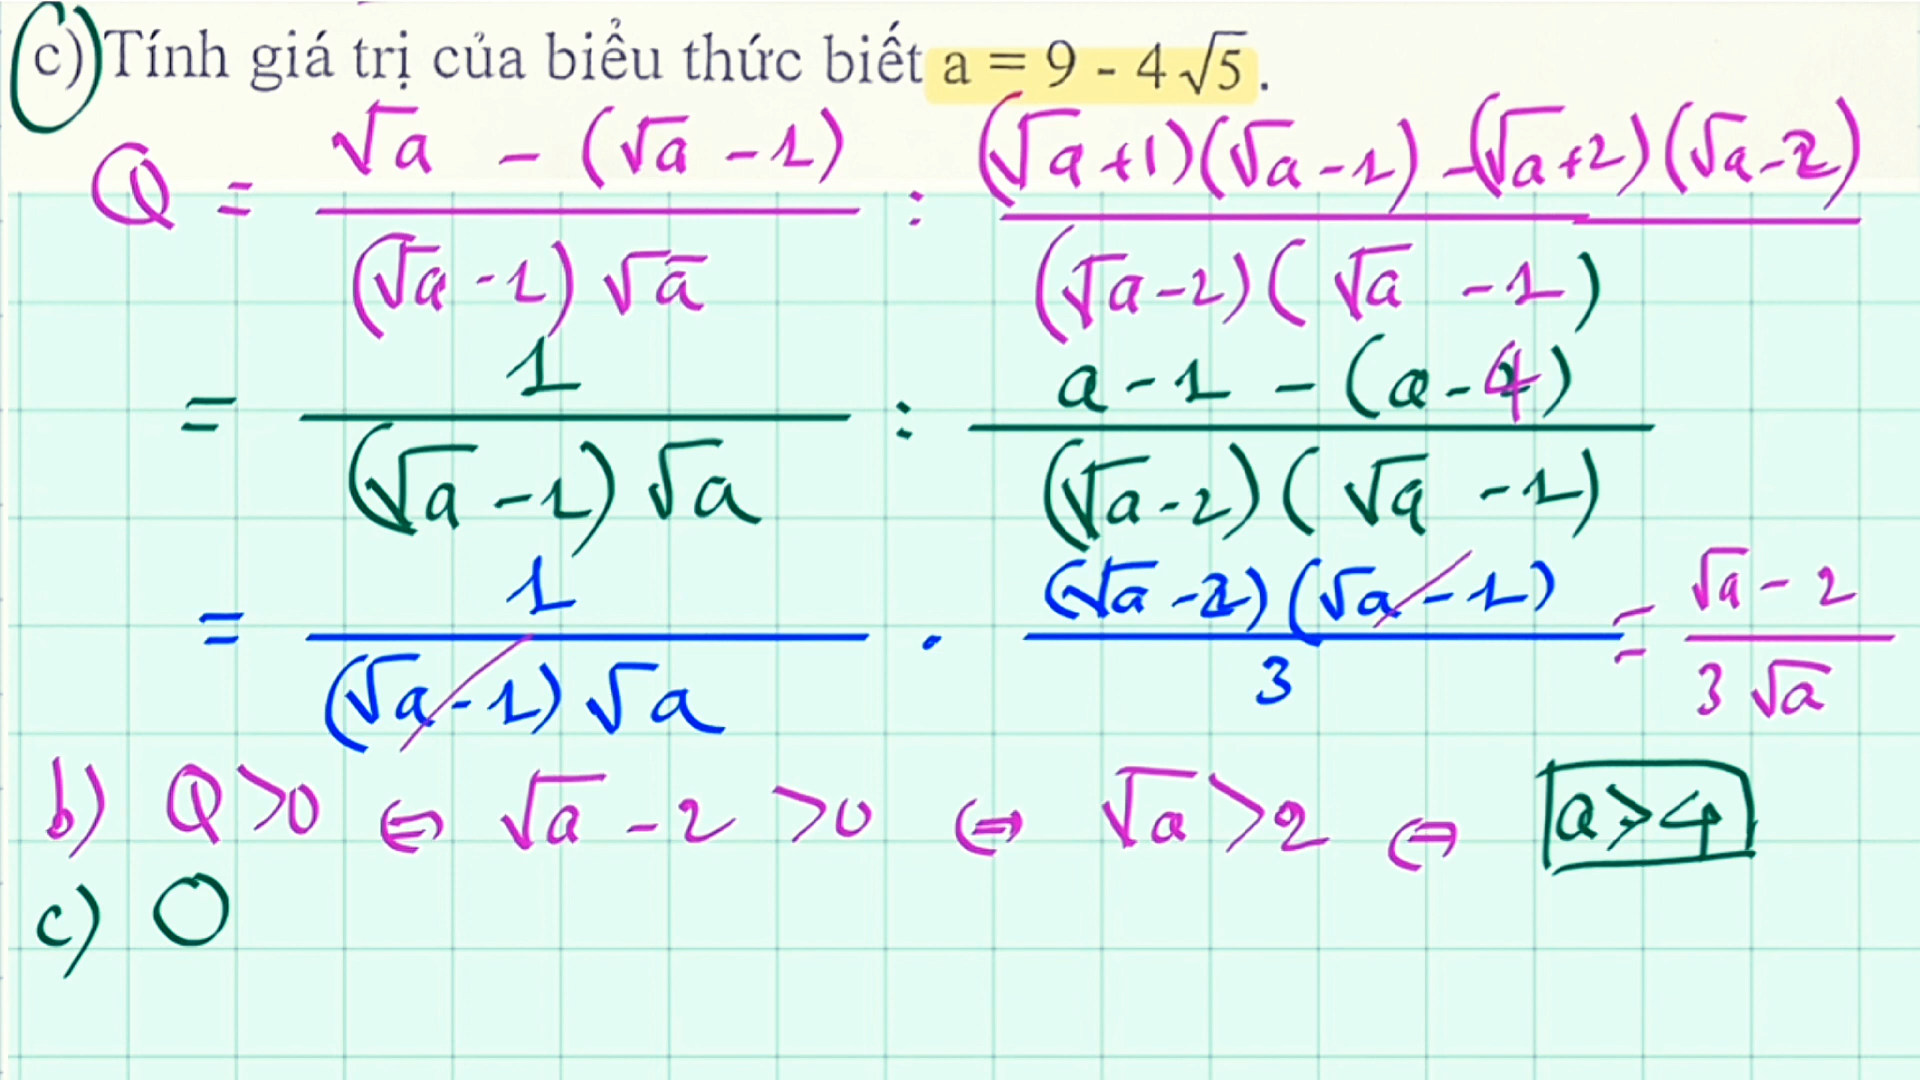 c) Tính giá trị của biểu thức biết a = 9 - 4√5.
Q = (√a - (√a - 1)) / ((√a - 1)√a) : ((√a + 1)(√a - 1) - (√a + 2)(√a - 2)) / ((√a - 2)(√a - 1))
= 1 / ((√a - 1)√a) : (a - 1 - (a - 4)) / ((√a - 2)(√a - 1))
= 1 / ((√a - 1)√a) . ((√a - 2)(√a - 1)) / 3 = (√a - 2) / (3√a)
b) Q > 0 ⇔ √a - 2 > 0 ⇔ √a > 2 ⇔ a > 4
c) O